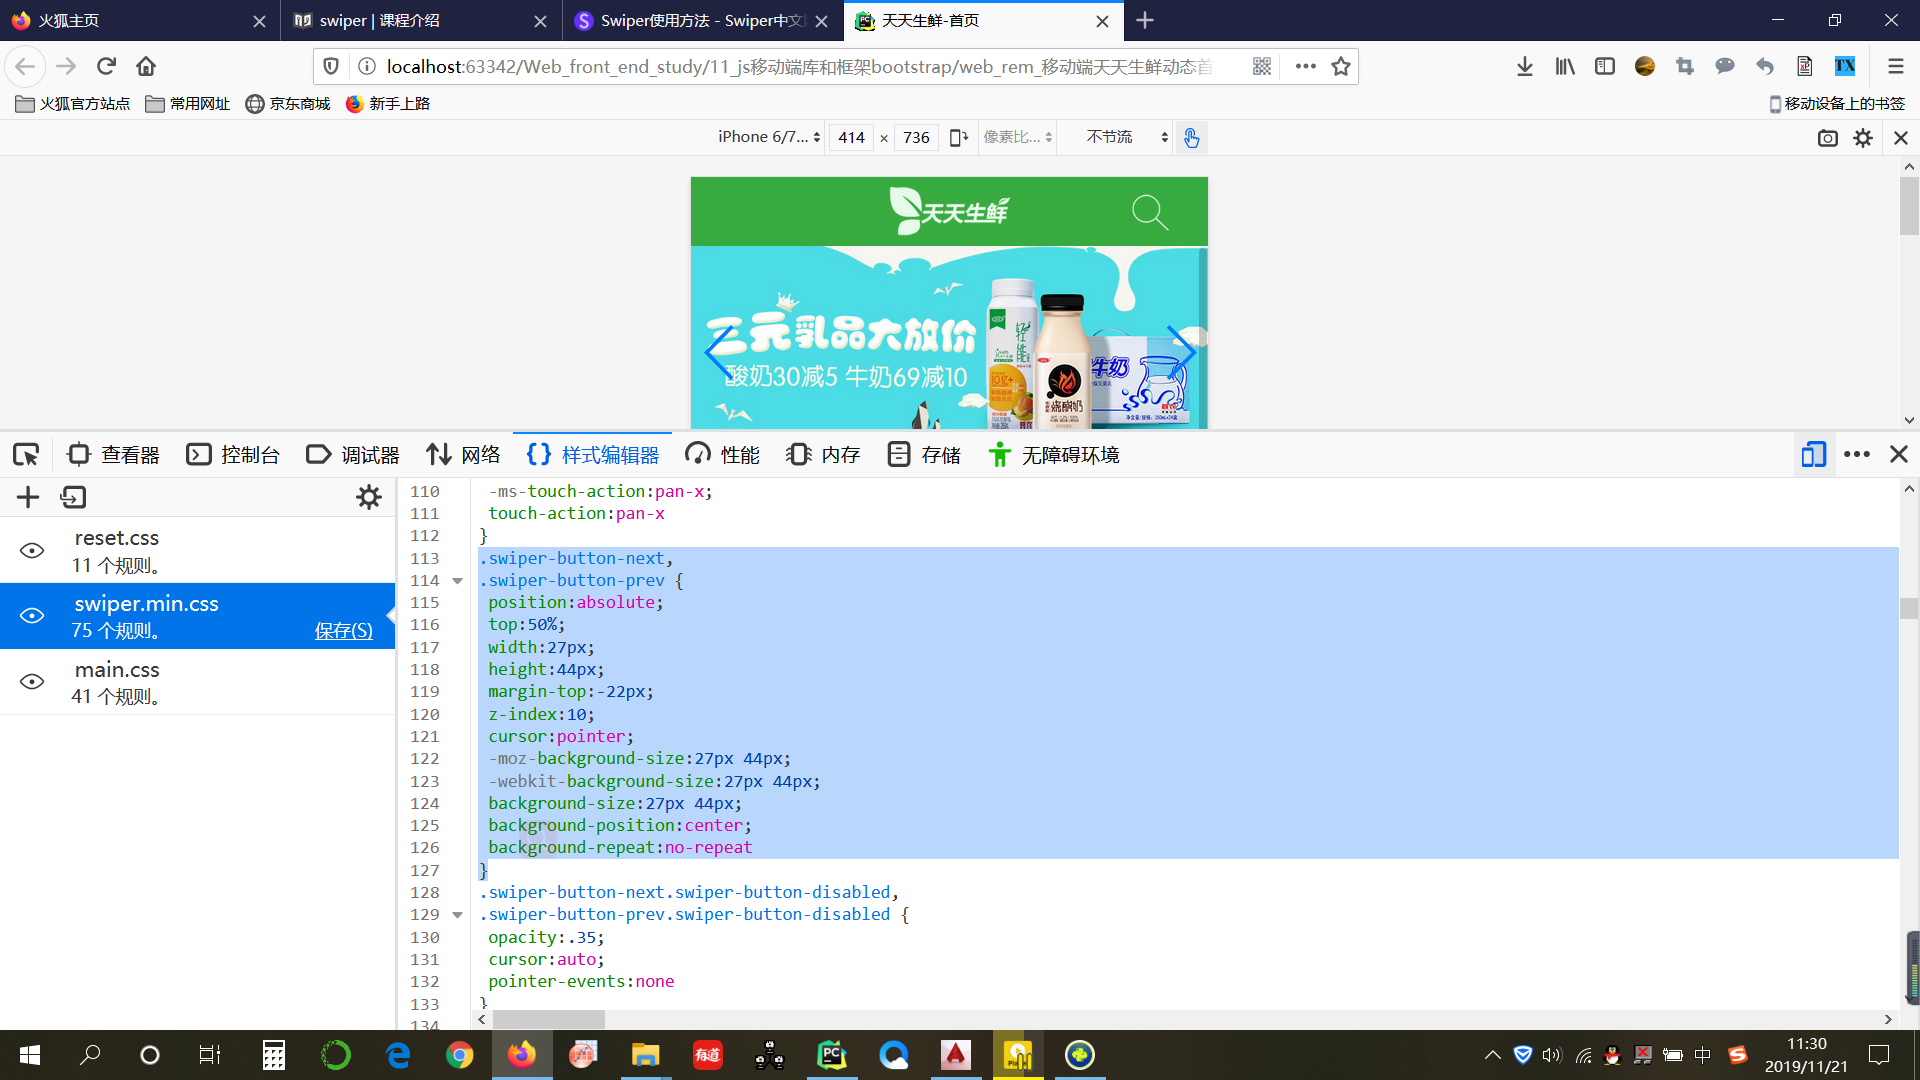 火狐主页
swiper | 课程介绍
Swiper使用方法 - Swiper中文
天天生鲜-首页
localhost:63342/Web_front_end_study/11_js移动端库和框架bootstrap/web_rem_移动端天天生鲜动态首
火狐官方站点
常用网址
京东商城
新手上路
移动设备上的书签
iPhone 6/7...
414 × 736
像素比...
不节流
天天生鲜
三元乳品大放价
酸奶30减5 牛奶69减10
查看器
控制台
调试器
网络
样式编辑器
性能
内存
存储
无障碍环境
reset.css
11 个规则。
swiper.min.css
75 个规则。
保存(S)
main.css
41 个规则。
110 -ms-touch-action:pan-x;
111 touch-action:pan-x
112 }
113 .swiper-button-next,
114 .swiper-button-prev {
115 position:absolute;
116 top:50%;
117 width:27px;
118 height:44px;
119 margin-top:-22px;
120 z-index:10;
121 cursor:pointer;
122 -moz-background-size:27px 44px;
123 -webkit-background-size:27px 44px;
124 background-size:27px 44px;
125 background-position:center;
126 background-repeat:no-repeat
127 }
128 .swiper-button-next.swiper-button-disabled,
129 .swiper-button-prev.swiper-button-disabled {
130 opacity:.35;
131 cursor:auto;
132 pointer-events:none
133 }
134
有道
中
11:30
2019/11/21